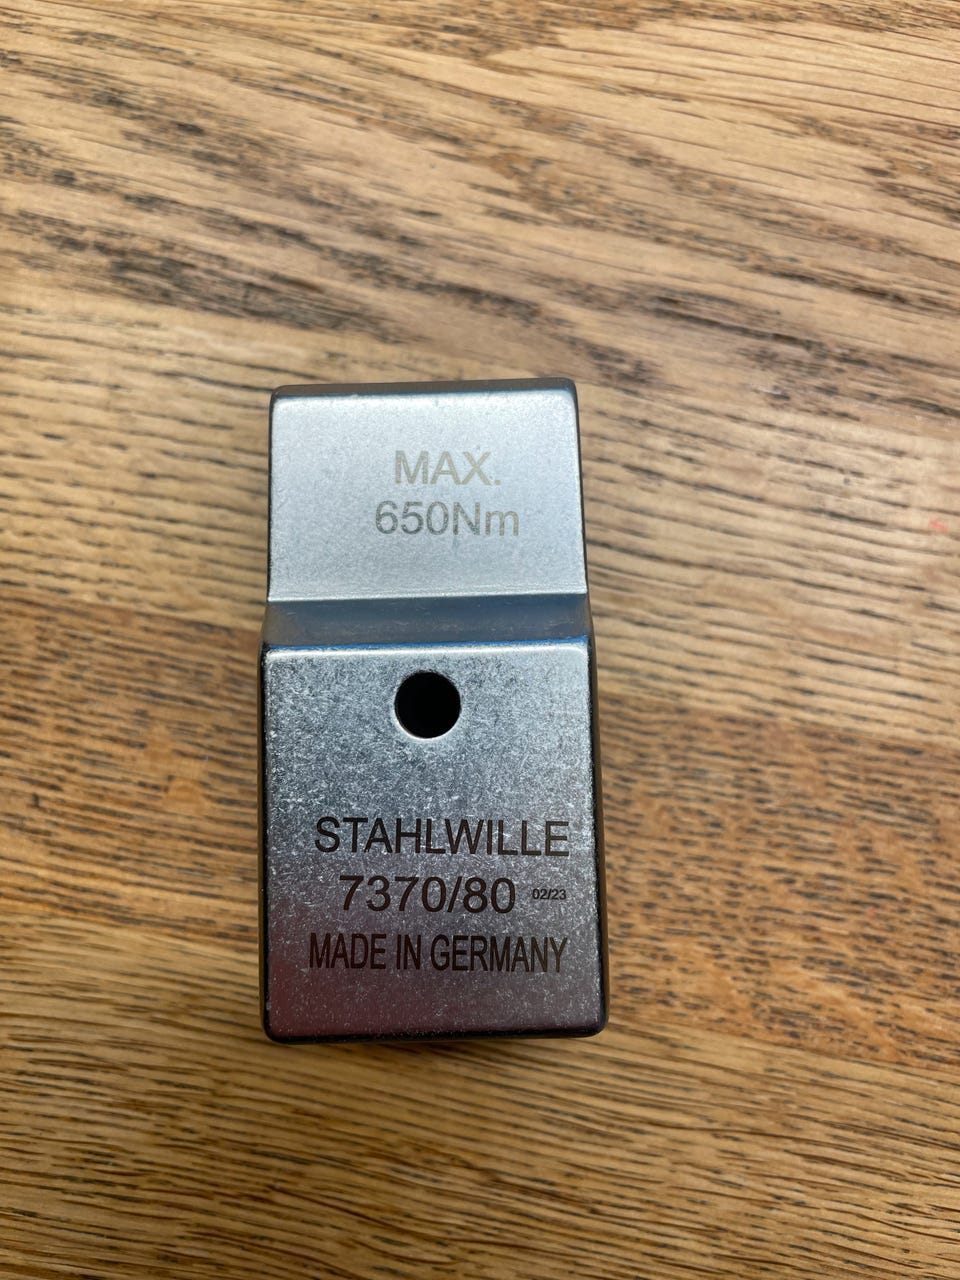 MAX.
650Nm
STAHLWILLE
7370/80 02/23
MADE IN GERMANY